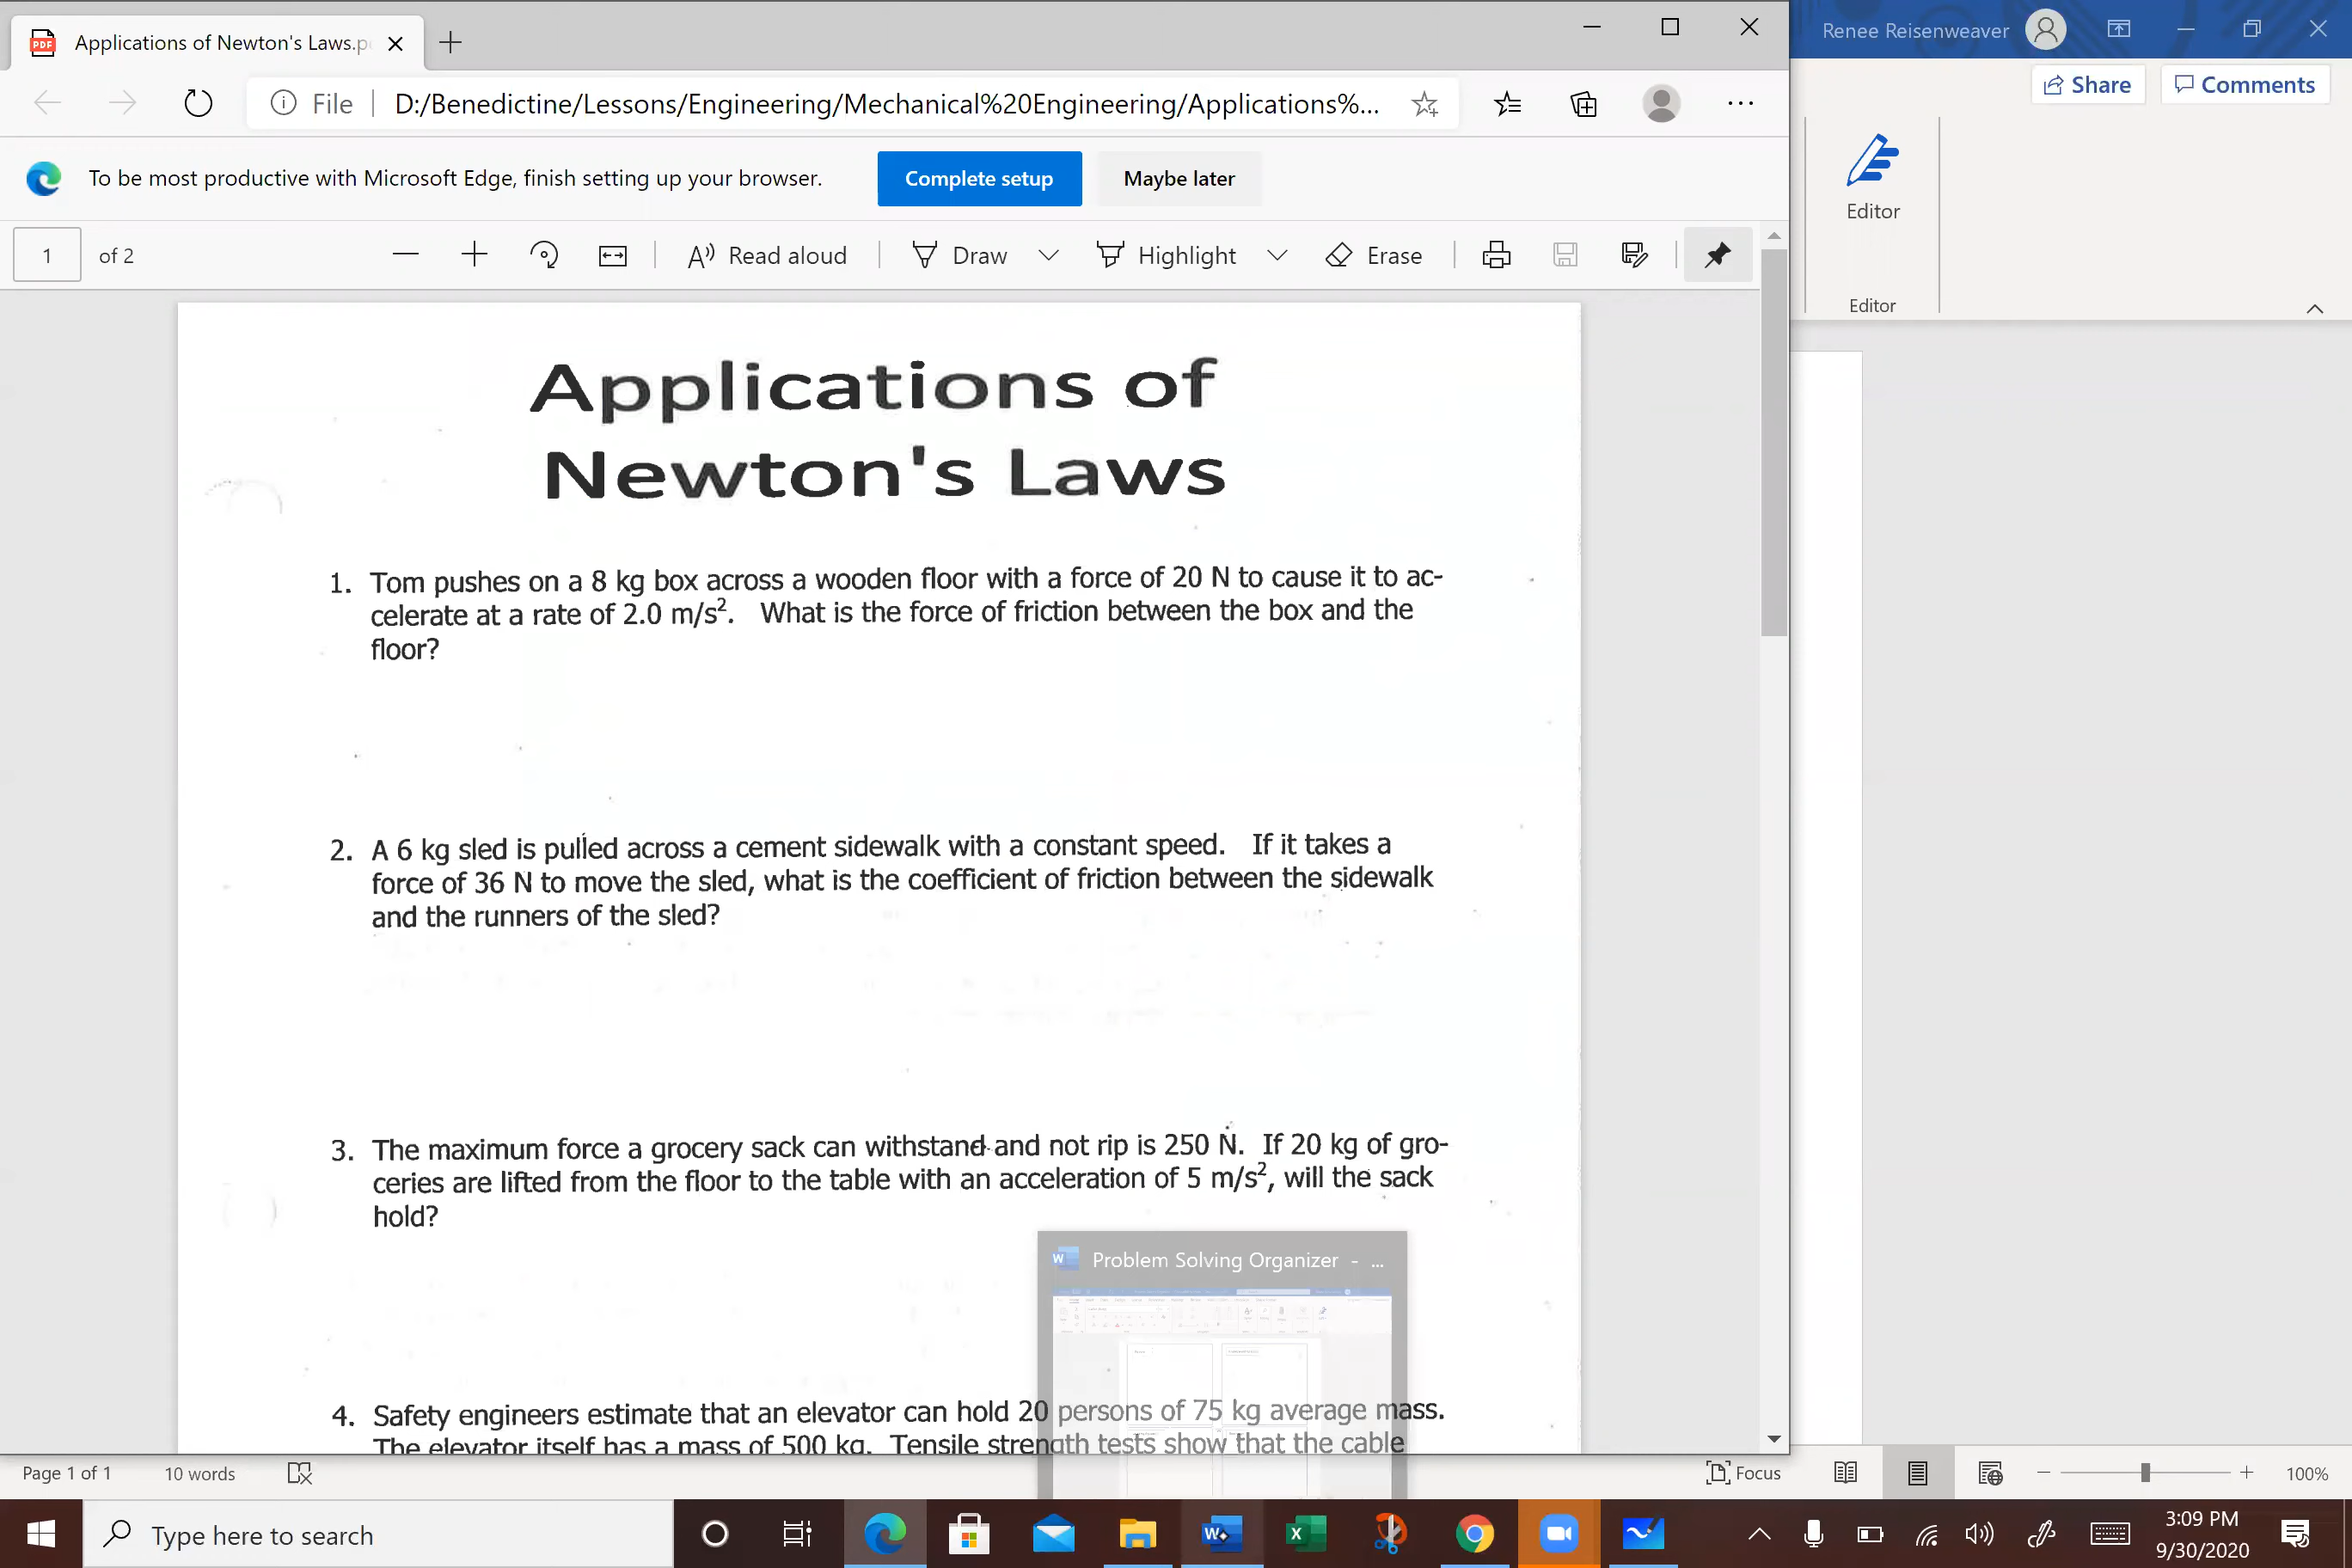 Applications of Newton's Laws.p
Renee Reisenweaver
File
D:/Benedictine/Lessons/Engineering/Mechanical%20Engineering/Applications%...
Share
Comments
To be most productive with Microsoft Edge, finish setting up your browser.
Complete setup
Maybe later
Editor
1
of 2
Read aloud
Draw
Highlight
Erase
Editor
Applications of
Newton's Laws
1. Tom pushes on a 8 kg box across a wooden floor with a force of 20 N to cause it to ac-
celerate at a rate of 2.0 m/s². What is the force of friction between the box and the
floor?
2. A 6 kg sled is pulled across a cement sidewalk with a constant speed. If it takes a
force of 36 N to move the sled, what is the coefficient of friction between the sidewalk
and the runners of the sled?
3. The maximum force a grocery sack can withstand and not rip is 250 N. If 20 kg of gro-
ceries are lifted from the floor to the table with an acceleration of 5 m/s², will the sack
hold?
Problem Solving Organizer - ...
4. Safety engineers estimate that an elevator can hold 20 persons of 75 kg average mass.
The elevator itself has a mass of 500 kg. Tensile strength tests show that the cable
Page 1 of 1
10 words
Focus
100%
Type here to search
3:09 PM
9/30/2020